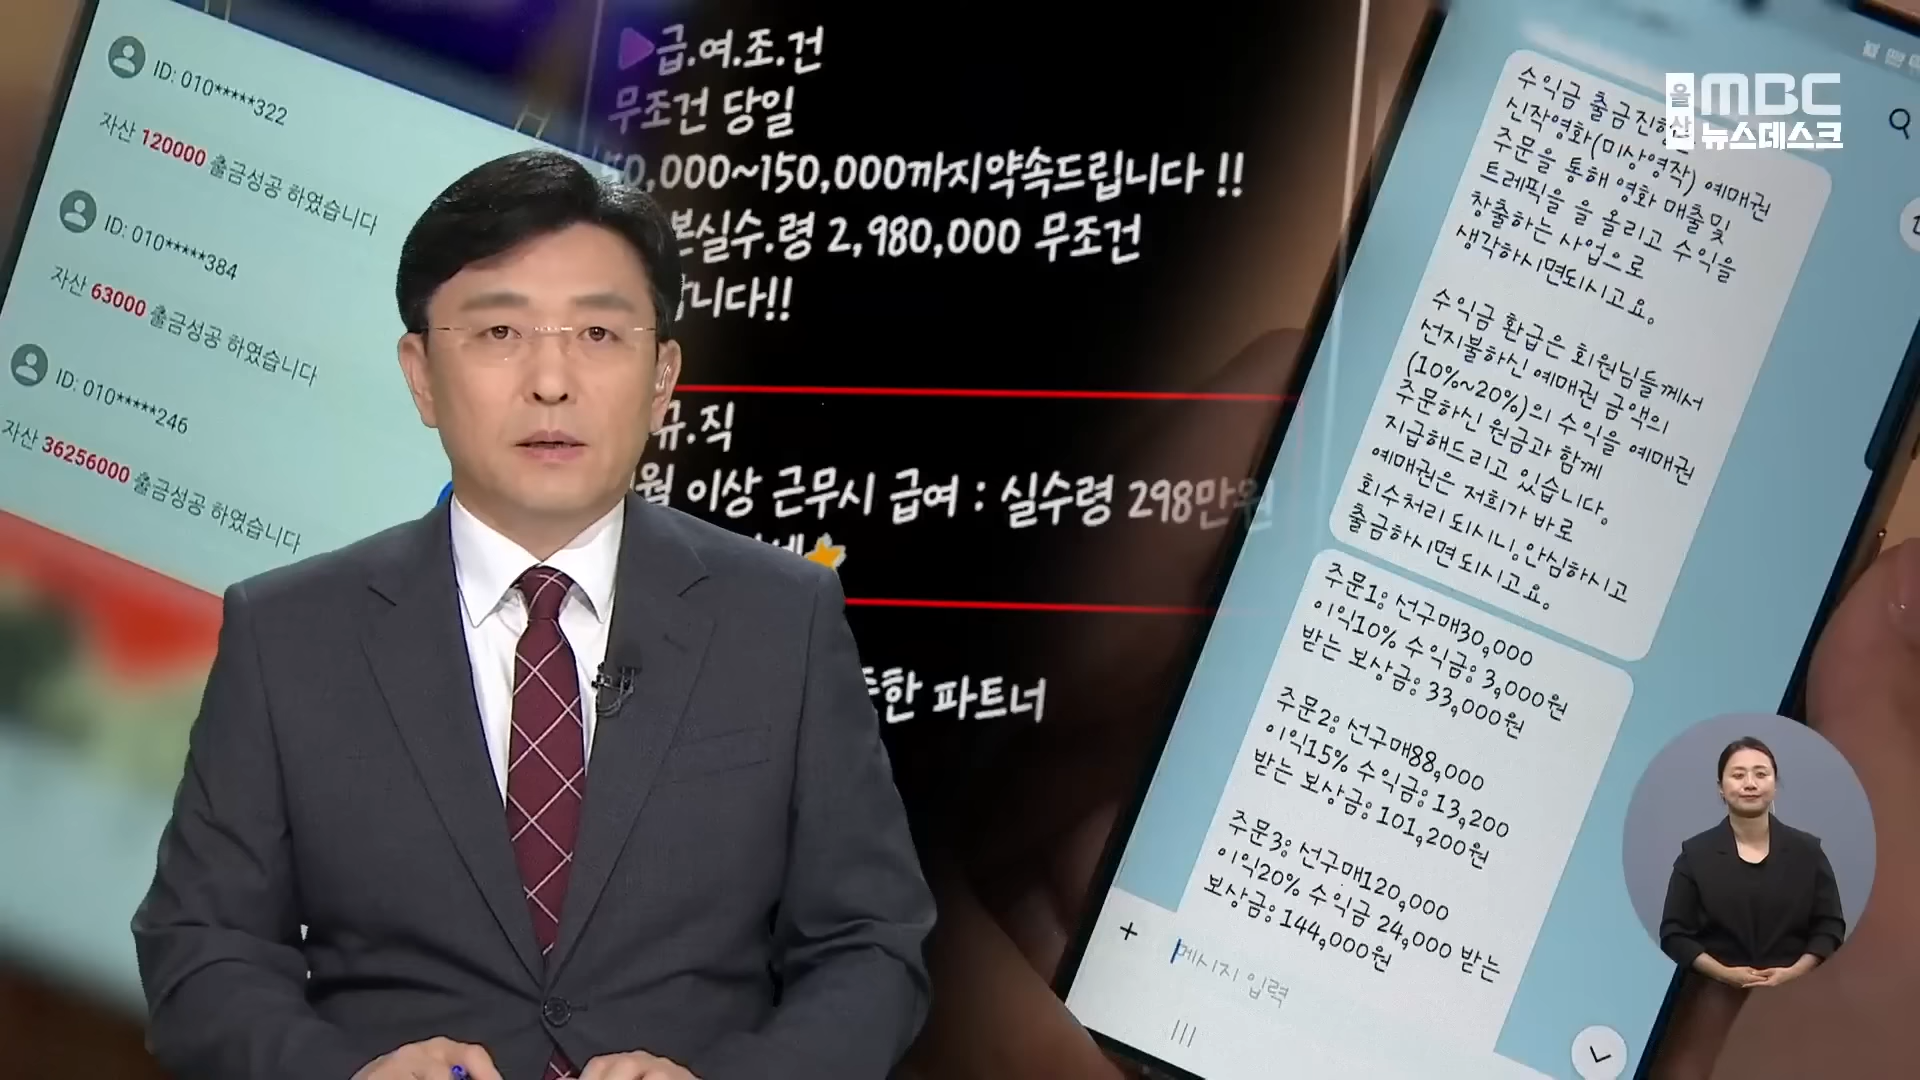 ID: 010*****322
자산 120000 출금성공 하였습니다
ID: 010*****384
자산 63000 출금성공 하였습니다
ID: 010*****246
자산 36256000 출금성공 하였습니다
▶급.여.조.건
무조건 당일
50,000~150,000까지약속드립니다 !!
본실수.령 2,980,000 무조건
니다!!
규.직
월 이상 근무시 급여 : 실수령 298만원
한 파트너
수익금 출금진행은
신작영화(미상영작) 예매권
주문을 통해 영화 매출및
트레픽을 을 올리고 수익을
창출하는 사업으로
생각하시면되시고요.
수익금 환급은 회원님들께서
선지불하신 예매권 금액의
(10%~20%)의 수익을 예매권
주문하신 원금과 함께
지급해드리고 있습니다.
예매권은 저희가 바로
회수처리 되시니, 안심하시고
출금하시면 되시고요.
주문1: 선구매30,000
이익10% 수익금: 3,000원
받는 보상금: 33,000원
주문2: 선구매88,000
이익15% 수익금: 13,200
받는 보상금: 101,200원
주문3: 선구매120,000
이익20% 수익금 24,000 받는
보상금: 144,000원
메시지 입력
울산 MBC
뉴스데스크